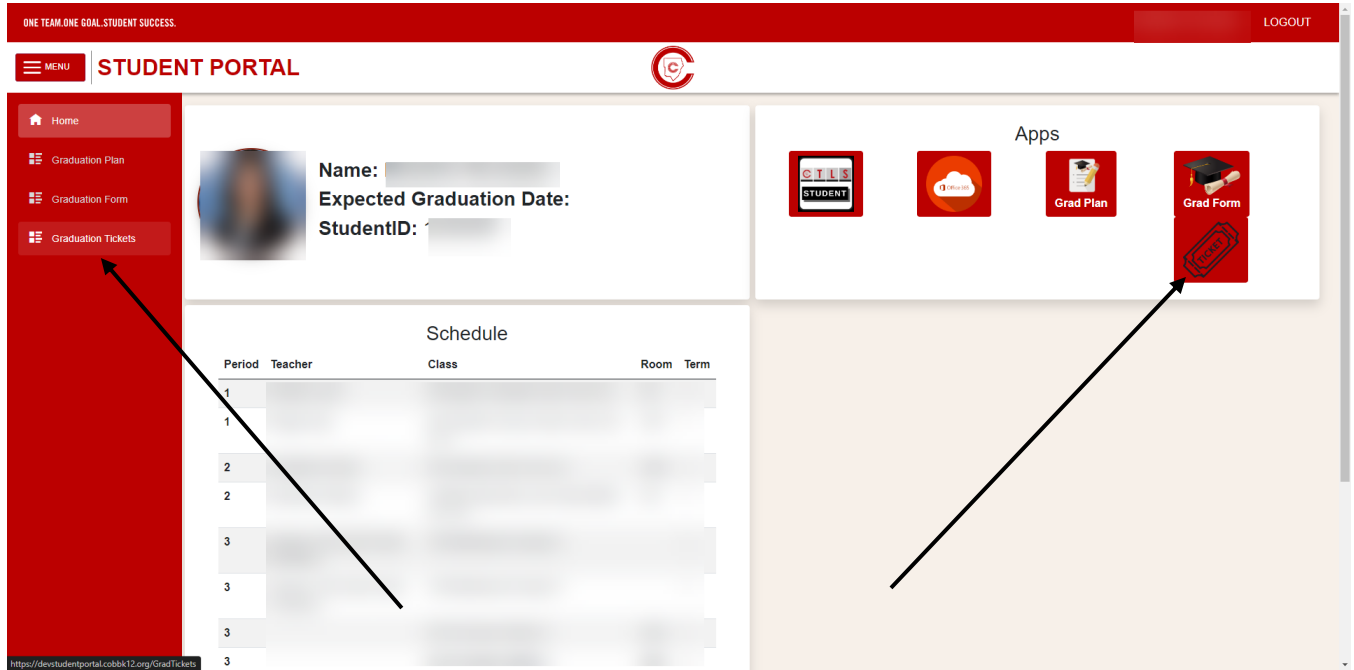 ONE TEAM.ONE GOAL.STUDENT SUCCESS.
LOGOUT
MENU
STUDENT PORTAL
C
Home
Graduation Plan
Graduation Form
Graduation Tickets
Name:
Expected Graduation Date:
StudentID:
Apps
CTLS
STUDENT
Office 365
Grad Plan
Grad Form
TICKET
Schedule
Period Teacher Class Room Term
1
1
2
2
3
3
3
3
https://devstudentportal.cobbk12.org/GradTickets